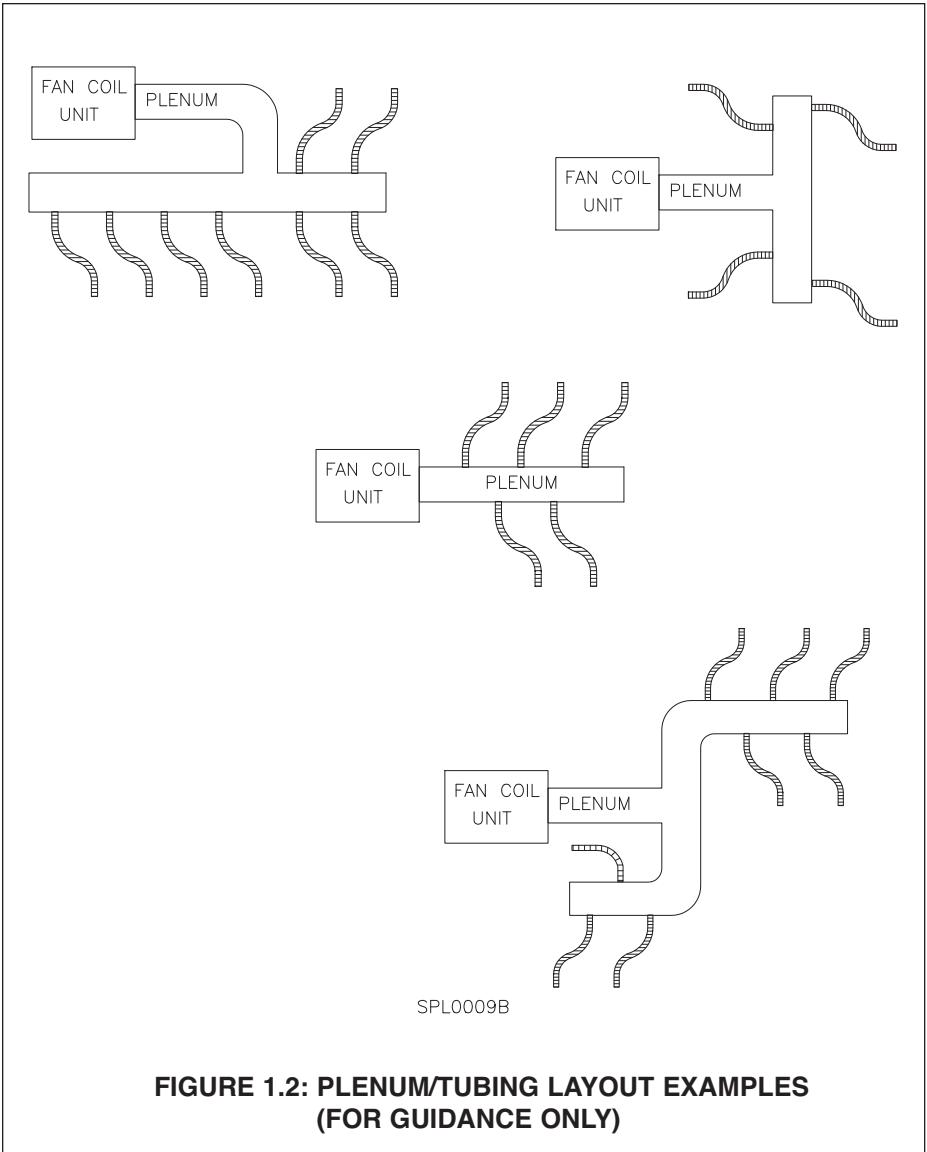 FAN COIL
UNIT
PLENUM
FAN COIL
UNIT
PLENUM
FAN COIL
UNIT
PLENUM
FAN COIL
UNIT
PLENUM
SPL0009B
FIGURE 1.2: PLENUM/TUBING LAYOUT EXAMPLES
(FOR GUIDANCE ONLY)